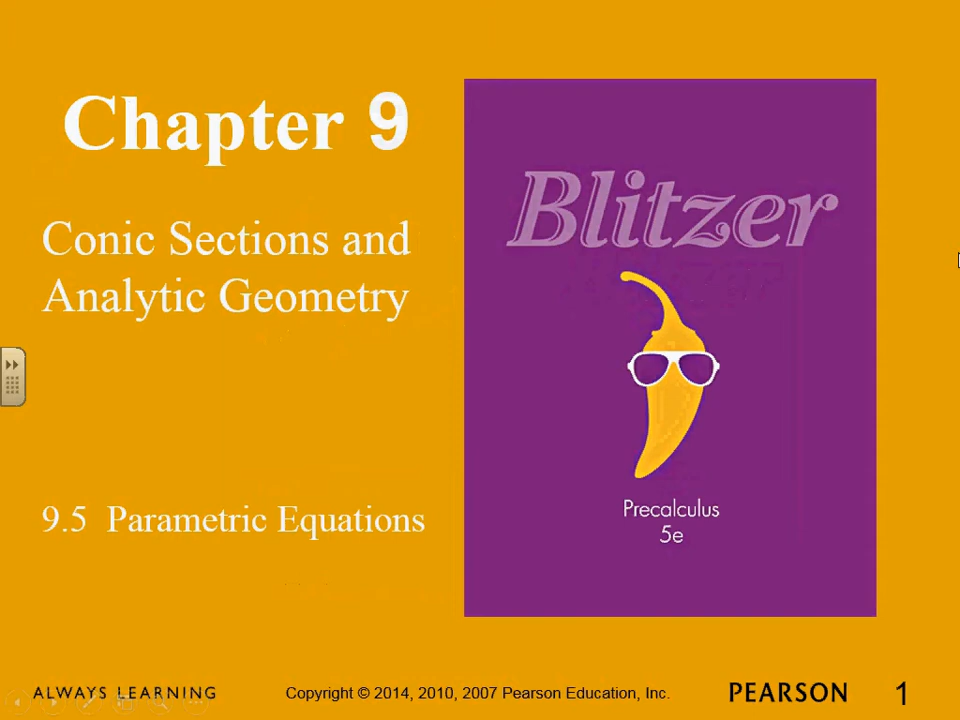 Chapter 9
Conic Sections and
Analytic Geometry
9.5 Parametric Equations
Blitzer
Precalculus
5e
ALWAYS LEARNING
Copyright © 2014, 2010, 2007 Pearson Education, Inc.
PEARSON
1